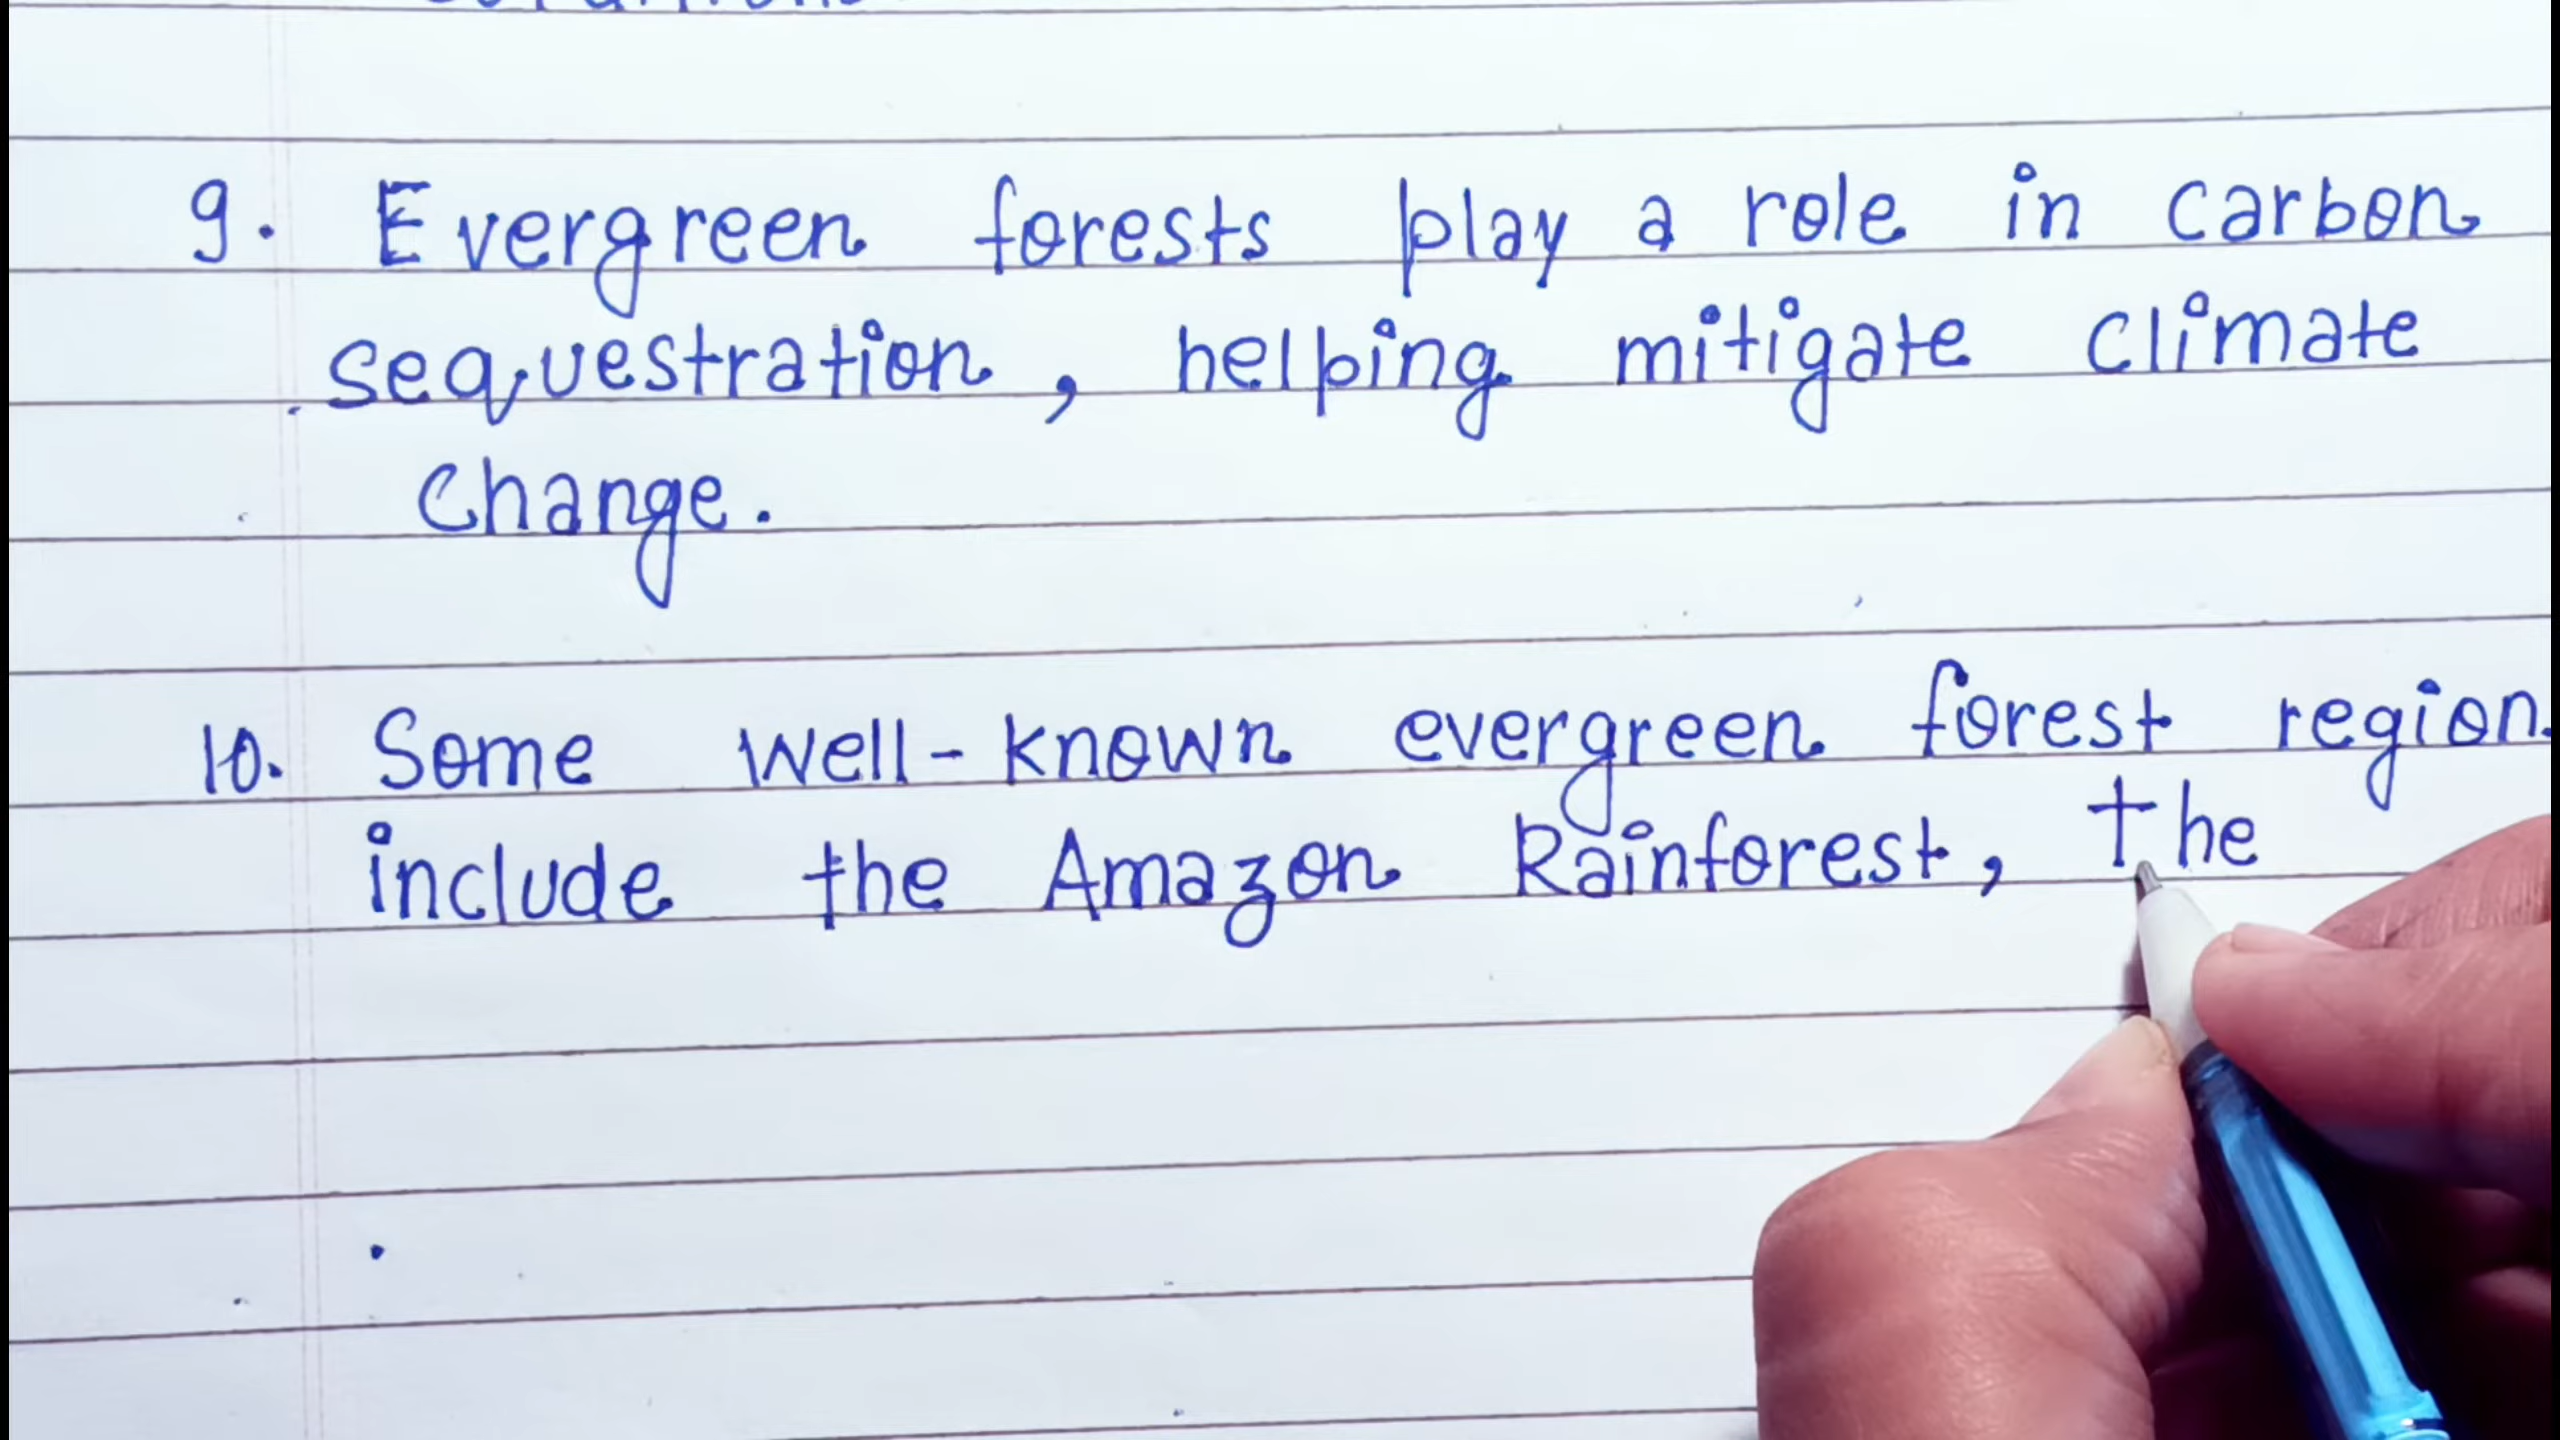 9. Evergreen forests play a role in carbon
sequestration, helping mitigate climate
change.
10. Some well-known evergreen forest region
include the Amazon Rainforest, the